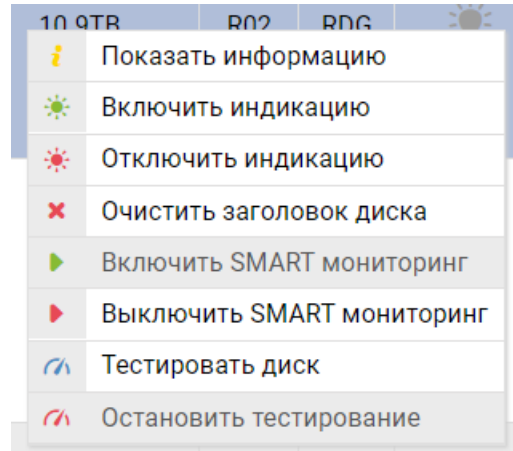 10.9TB R02 RDG
Показать информацию
Включить индикацию
Отключить индикацию
Очистить заголовок диска
Включить SMART мониторинг
Выключить SMART мониторинг
Тестировать диск
Остановить тестирование